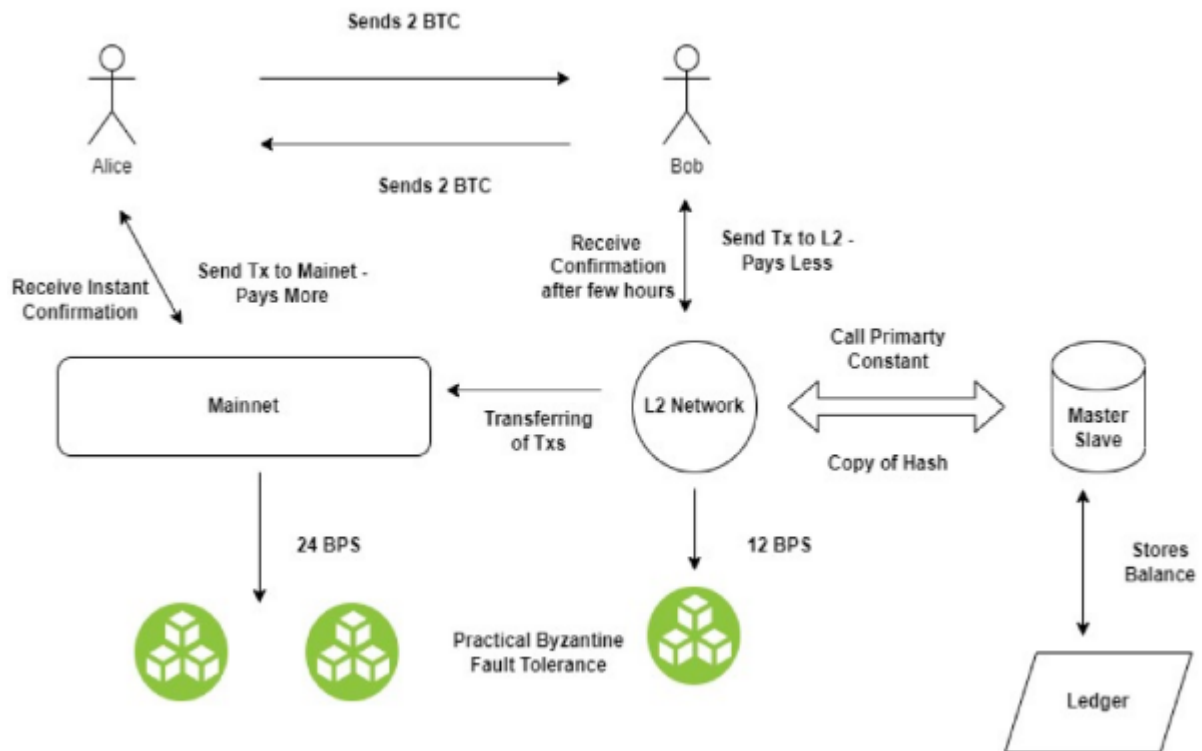 Sends 2 BTC
Alice
Bob
Sends 2 BTC
Receive Instant
Confirmation
Send Tx to Mainet -
Pays More
Receive
Confirmation
after few hours
Send Tx to L2 -
Pays Less
Mainnet
Transferring
of Txs
L2 Network
Call Primarty
Constant
Copy of Hash
Master
Slave
24 BPS
12 BPS
Stores
Balance
Practical Byzantine
Fault Tolerance
Ledger